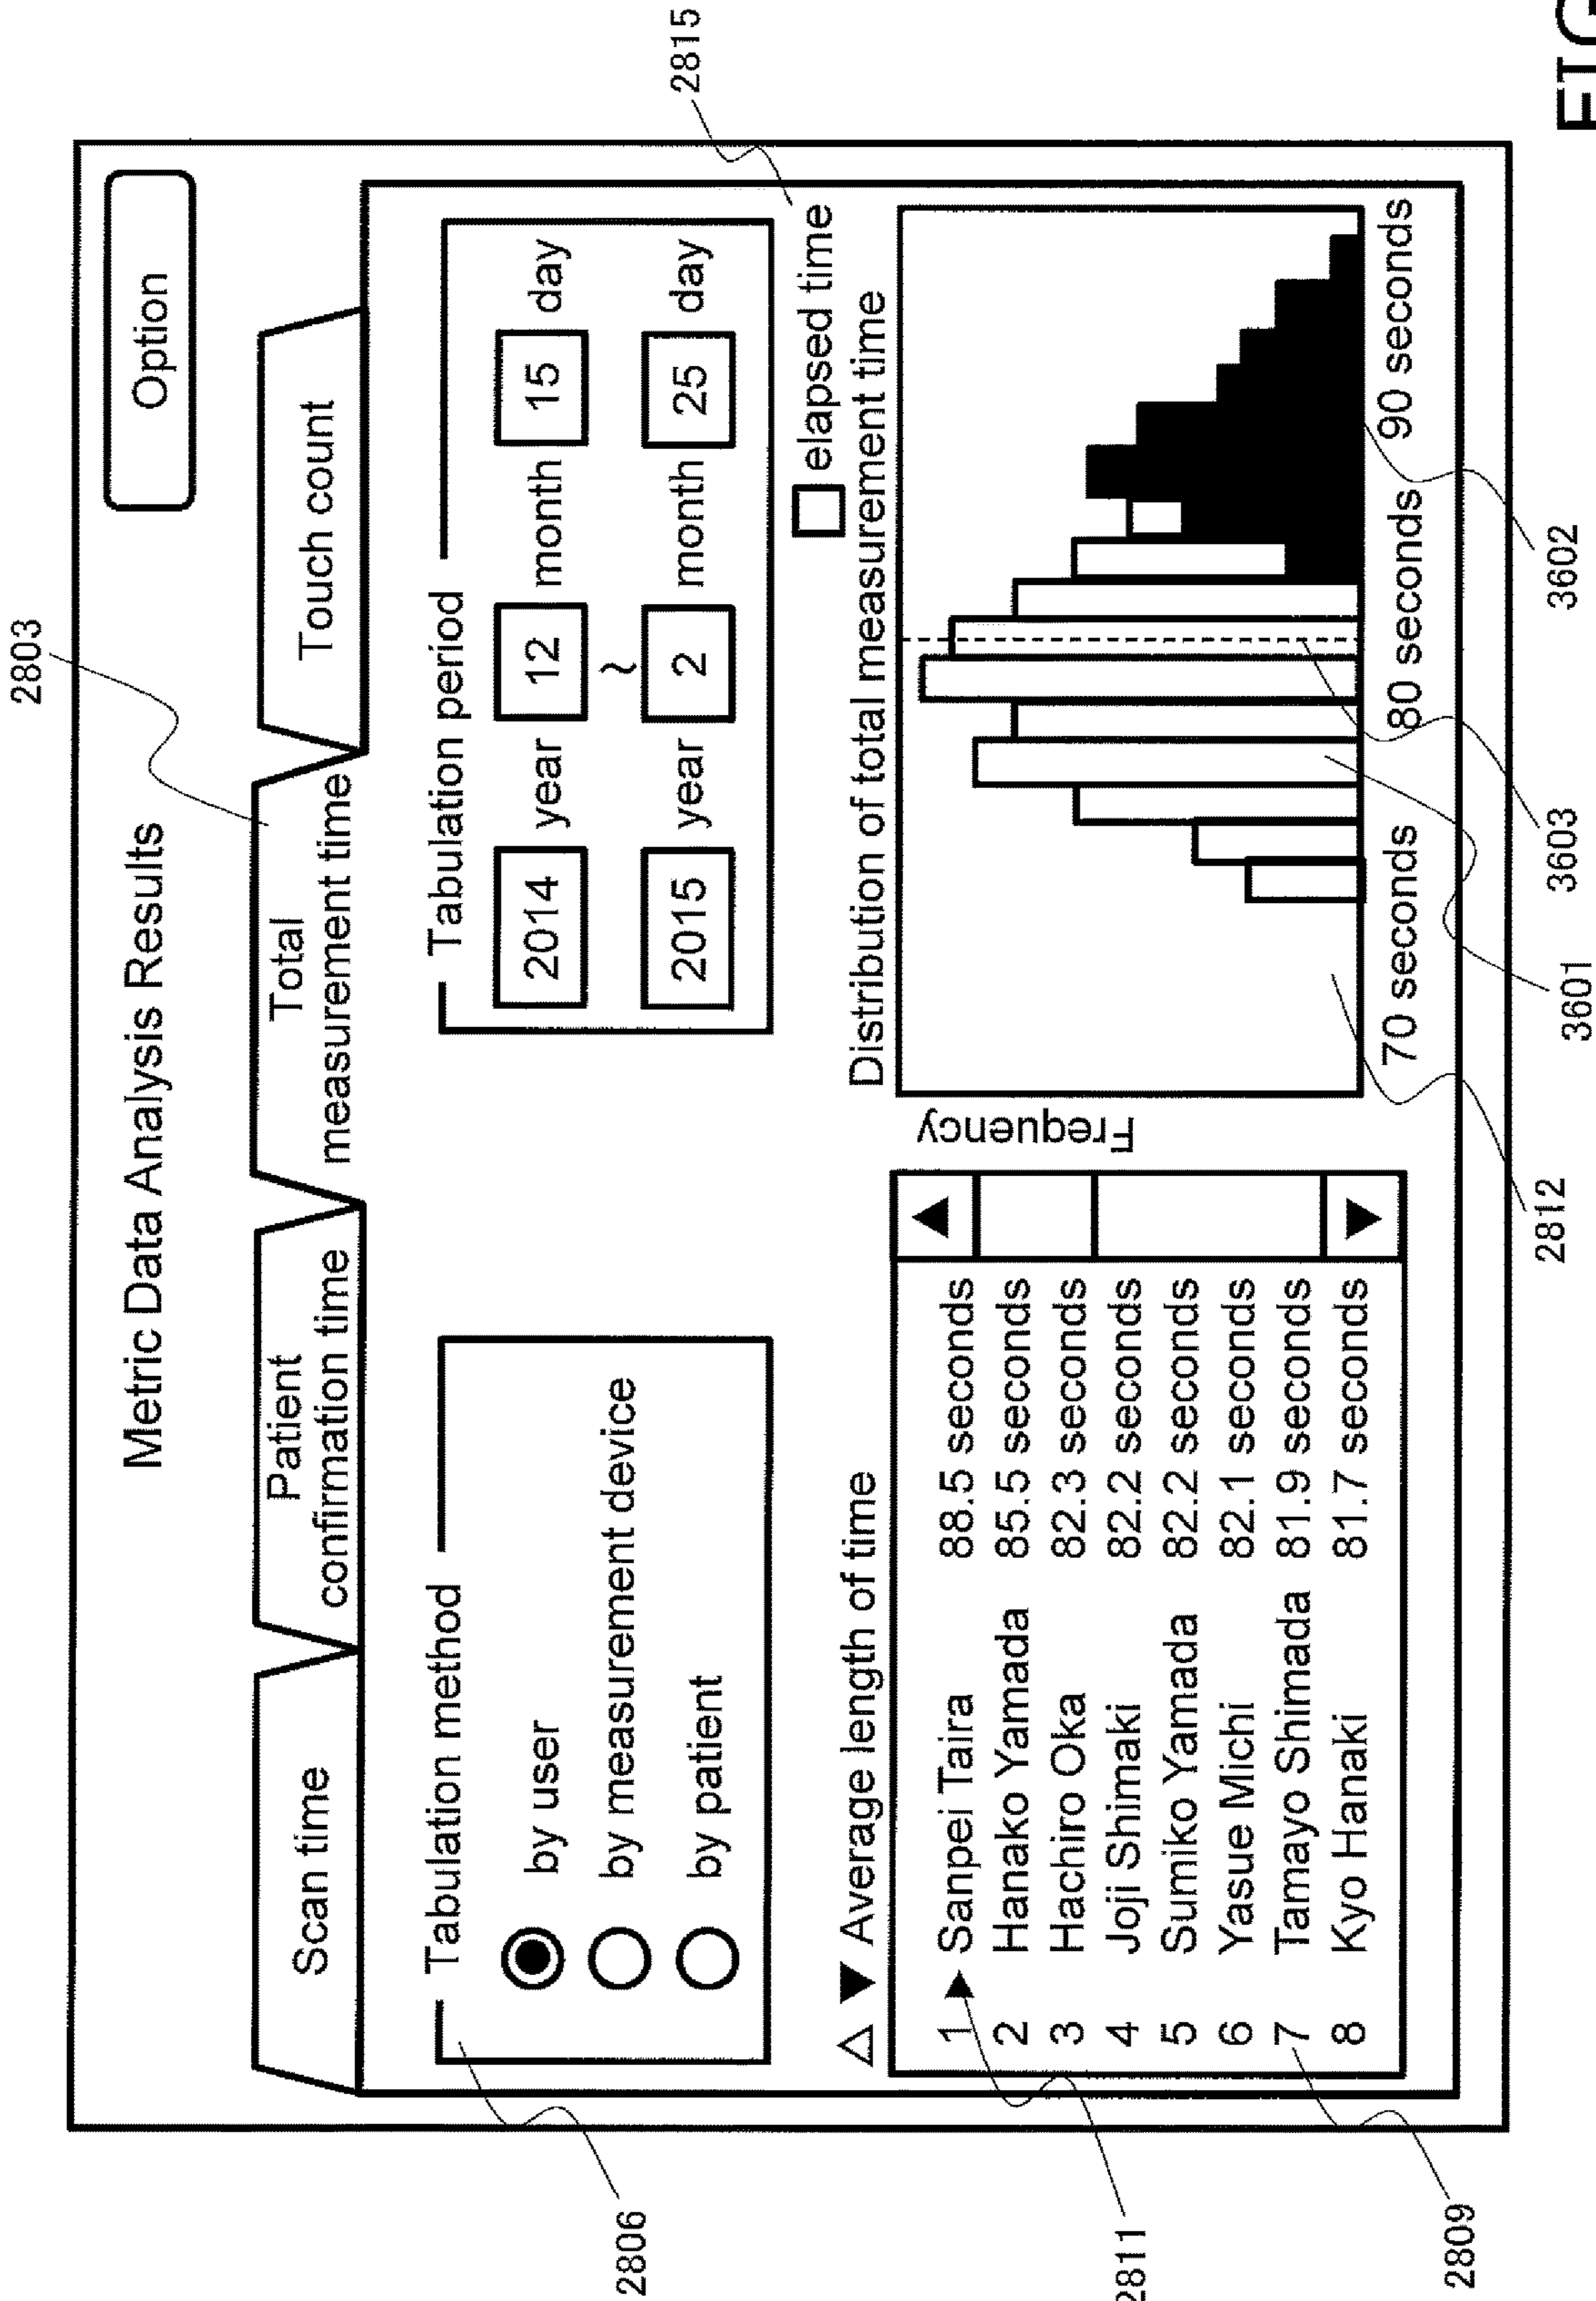 2803
Metric Data Analysis Results
Option
Scan time
Patient
confirmation time
Total
measurement time
Touch count
2806
Tabulation method
by user
by measurement device
by patient
Tabulation period
2014 year 12 month 15 day
~
2015 year 2 month 25 day
2815
△ ▼ Average length of time
elapsed time
Distribution of total measurement time
1 ▶ Sanpei Taira 88.5 seconds
2 Hanako Yamada 85.5 seconds
3 Hachiro Oka 82.3 seconds
4 Joji Shimaki 82.2 seconds
5 Sumiko Yamada 82.2 seconds
6 Yasue Michi 82.1 seconds
7 Tamayo Shimada 81.9 seconds
8 Kyo Hanaki 81.7 seconds
▲
▼
Frequency
70 seconds 80 seconds 90 seconds
2811
2809
2812
3601
3603
3602